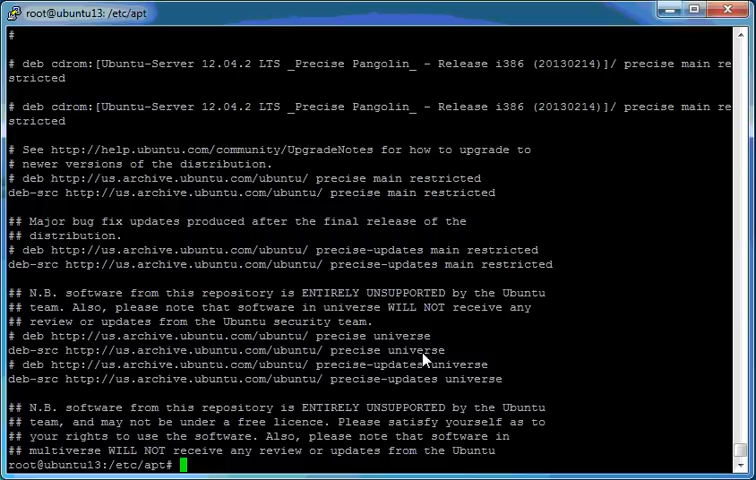 root@ubuntu13: /etc/apt
#
# deb cdrom:[Ubuntu-Server 12.04.2 LTS _Precise Pangolin_ - Release i386 (20130214)]/ precise main re
stricted
# deb cdrom:[Ubuntu-Server 12.04.2 LTS _Precise Pangolin_ - Release i386 (20130214)]/ precise main re
stricted
# See http://help.ubuntu.com/community/UpgradeNotes for how to upgrade to
# newer versions of the distribution.
# deb http://us.archive.ubuntu.com/ubuntu/ precise main restricted
deb-src http://us.archive.ubuntu.com/ubuntu/ precise main restricted
## Major bug fix updates produced after the final release of the
## distribution.
# deb http://us.archive.ubuntu.com/ubuntu/ precise-updates main restricted
deb-src http://us.archive.ubuntu.com/ubuntu/ precise-updates main restricted
## N.B. software from this repository is ENTIRELY UNSUPPORTED by the Ubuntu
## team. Also, please note that software in universe WILL NOT receive any
## review or updates from the Ubuntu security team.
# deb http://us.archive.ubuntu.com/ubuntu/ precise universe
deb-src http://us.archive.ubuntu.com/ubuntu/ precise universe
# deb http://us.archive.ubuntu.com/ubuntu/ precise-updates universe
deb-src http://us.archive.ubuntu.com/ubuntu/ precise-updates universe
## N.B. software from this repository is ENTIRELY UNSUPPORTED by the Ubuntu
## team, and may not be under a free licence. Please satisfy yourself as to
## your rights to use the software. Also, please note that software in
## multiverse WILL NOT receive any review or updates from the Ubuntu
root@ubuntu13:/etc/apt#